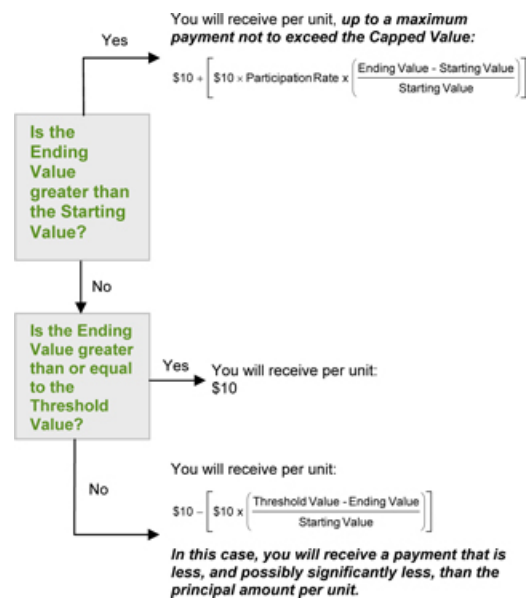 You will receive per unit, up to a maximum
payment not to exceed the Capped Value:
Yes
$10 + [$10 × Participation Rate x (Ending Value - Starting Value / Starting Value)]
Is the
Ending
Value
greater than
the Starting
Value?
No
Is the Ending
Value greater
than or equal
to the
Threshold
Value?
Yes
You will receive per unit:
$10
You will receive per unit:
No
$10 – [$10 x (Threshold Value - Ending Value / Starting Value)]
In this case, you will receive a payment that is
less, and possibly significantly less, than the
principal amount per unit.